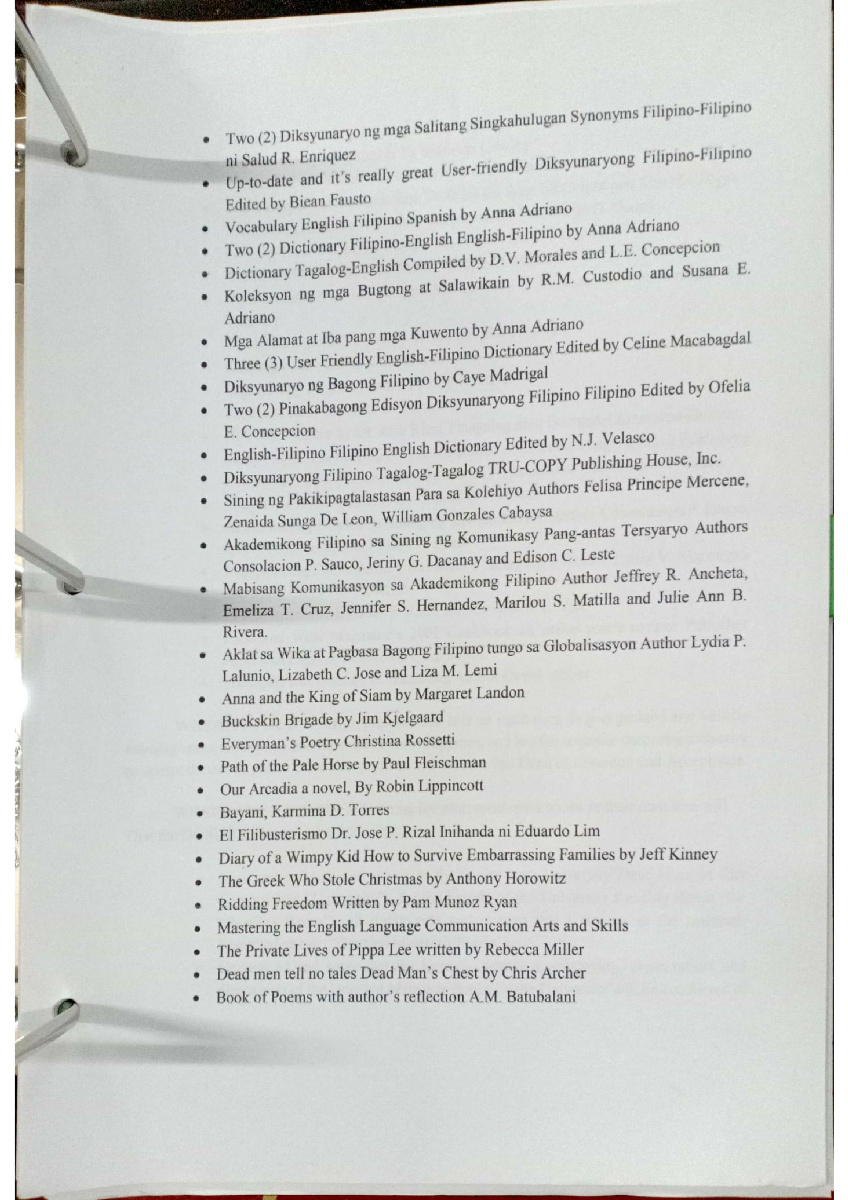 • Two (2) Diksyunaryo ng mga Salitang Singkahulugan Synonyms Filipino-Filipino
ni Salud R. Enriquez
• Up-to-date and it's really great User-friendly Diksyunaryong Filipino-Filipino
Edited by Biean Fausto
• Vocabulary English Filipino Spanish by Anna Adriano
• Two (2) Dictionary Filipino-English English-Filipino by Anna Adriano
• Dictionary Tagalog-English Compiled by D.V. Morales and L.E. Concepcion
• Koleksyon ng mga Bugtong at Salawikain by R.M. Custodio and Susana E.
Adriano
• Mga Alamat at Iba pang mga Kuwento by Anna Adriano
• Three (3) User Friendly English-Filipino Dictionary Edited by Celine Macabagdal
• Diksyunaryo ng Bagong Filipino by Caye Madrigal
• Two (2) Pinakabagong Edisyon Diksyunaryong Filipino Filipino Edited by Ofelia
E. Concepcion
• English-Filipino Filipino English Dictionary Edited by N.J. Velasco
• Diksyunaryong Filipino Tagalog-Tagalog TRU-COPY Publishing House, Inc.
• Sining ng Pakikipagtalastasan Para sa Kolehiyo Authors Felisa Principe Mercene,
Zenaida Sunga De Leon, William Gonzales Cabaysa
• Akademikong Filipino sa Sining ng Komunikasy Pang-antas Tersyaryo Authors
Consolacion P. Sauco, Jeriny G. Dacanay and Edison C. Leste
• Mabisang Komunikasyon sa Akademikong Filipino Author Jeffrey R. Ancheta,
Emeliza T. Cruz, Jennifer S. Hernandez, Marilou S. Matilla and Julie Ann B.
Rivera.
• Aklat sa Wika at Pagbasa Bagong Filipino tungo sa Globalisasyon Author Lydia P.
Lalunio, Lizabeth C. Jose and Liza M. Lemi
• Anna and the King of Siam by Margaret Landon
• Buckskin Brigade by Jim Kjelgaard
• Everyman's Poetry Christina Rossetti
• Path of the Pale Horse by Paul Fleischman
• Our Arcadia a novel, By Robin Lippincott
• Bayani, Karmina D. Torres
• El Filibusterismo Dr. Jose P. Rizal Inihanda ni Eduardo Lim
• Diary of a Wimpy Kid How to Survive Embarrassing Families by Jeff Kinney
• The Greek Who Stole Christmas by Anthony Horowitz
• Ridding Freedom Written by Pam Munoz Ryan
• Mastering the English Language Communication Arts and Skills
• The Private Lives of Pippa Lee written by Rebecca Miller
• Dead men tell no tales Dead Man's Chest by Chris Archer
• Book of Poems with author's reflection A.M. Batubalani